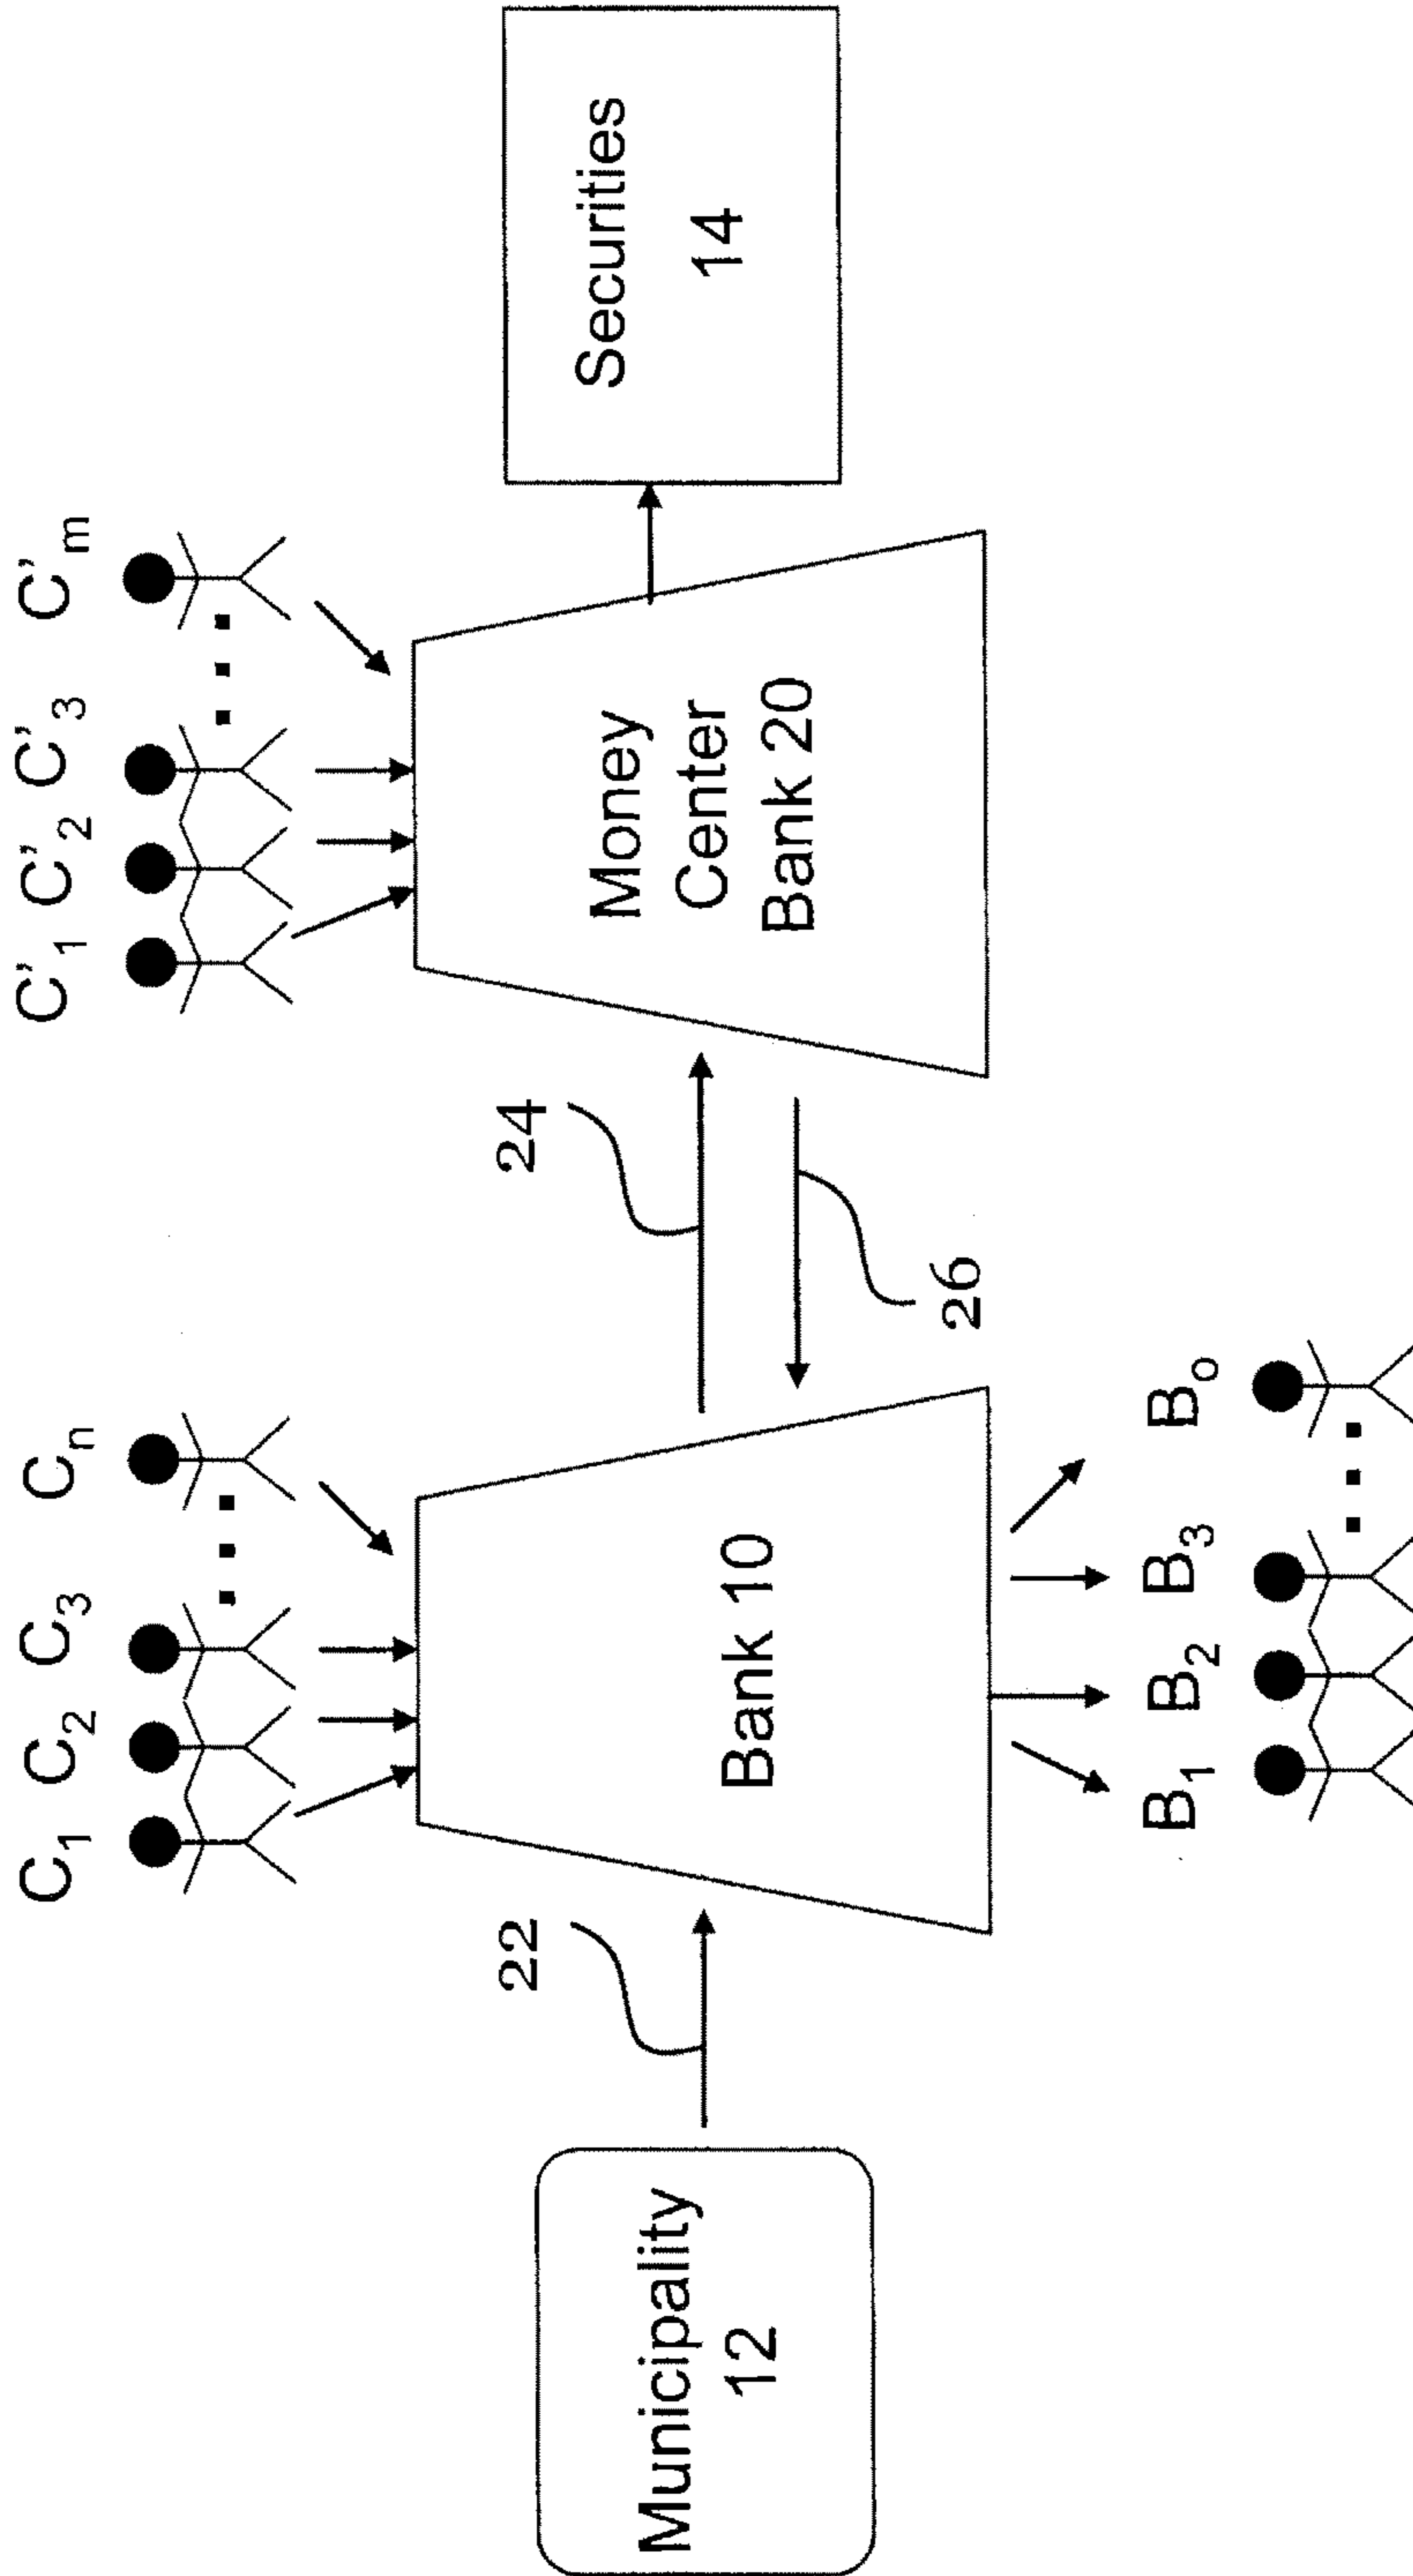 C₁ C₂ C₃ Cₙ
C'₁ C'₂ C'₃ C'ₘ
22
24
Municipality
12
Bank 10
Money
Center
Bank 20
Securities
14
26
B₁ B₂ B₃ Bₒ